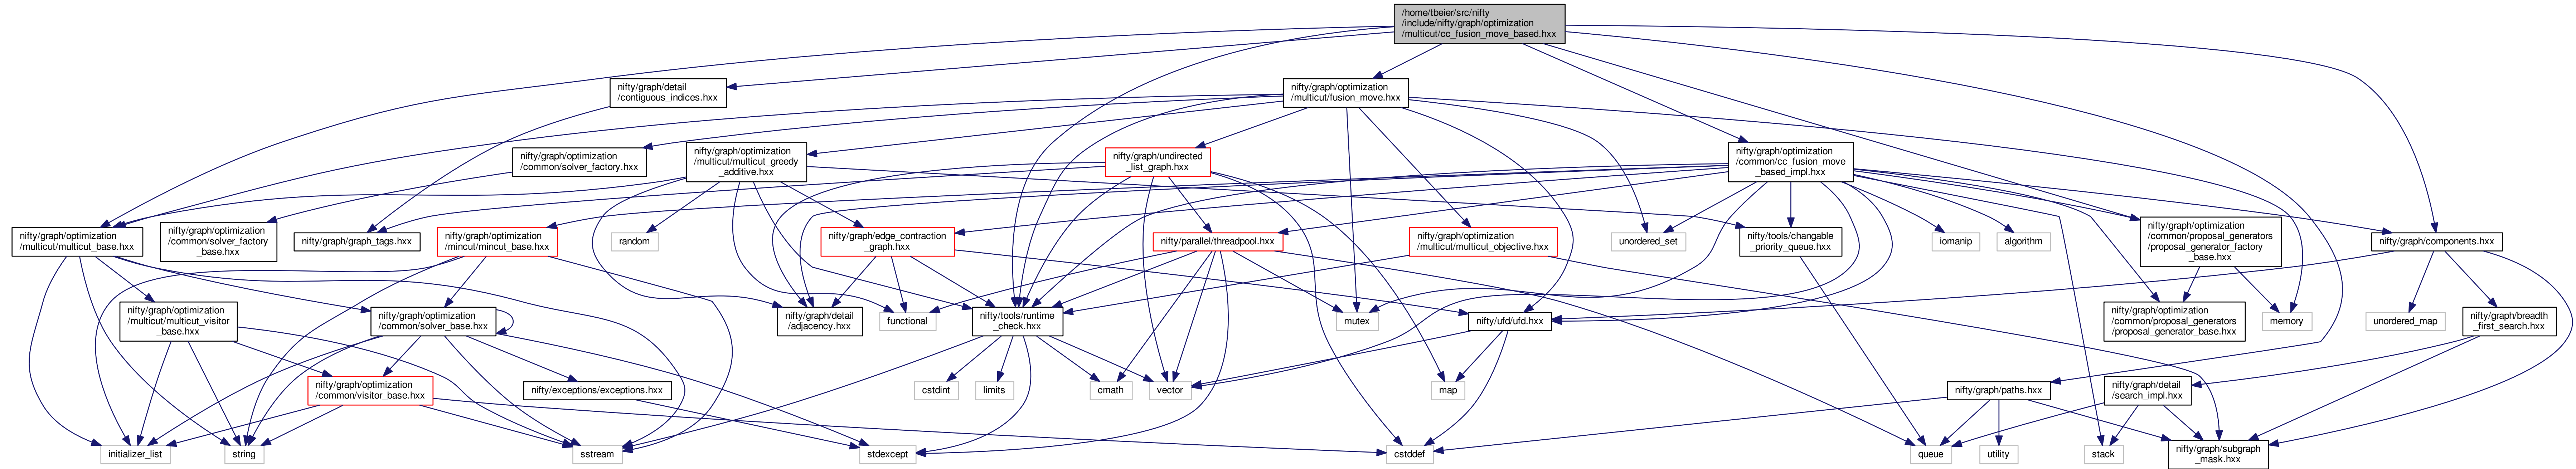 /home/tbeier/src/nifty
/include/nifty/graph/optimization
/multicut/cc_fusion_move_based.hxx
nifty/graph/detail
/contiguous_indices.hxx
nifty/graph/optimization
/multicut/fusion_move.hxx
nifty/graph/optimization
/common/solver_factory.hxx
nifty/graph/optimization
/multicut/multicut_greedy
_additive.hxx
nifty/graph/undirected
_list_graph.hxx
nifty/graph/optimization
/common/cc_fusion_move
_based_impl.hxx
nifty/graph/optimization
/multicut/multicut_base.hxx
nifty/graph/optimization
/common/solver_factory
_base.hxx
nifty/graph/graph_tags.hxx
nifty/graph/optimization
/mincut/mincut_base.hxx
random
nifty/graph/edge_contraction
_graph.hxx
nifty/parallel/threadpool.hxx
nifty/graph/optimization
/multicut/multicut_objective.hxx
unordered_set
nifty/tools/changable
_priority_queue.hxx
iomanip
algorithm
nifty/graph/optimization
/common/proposal_generators
/proposal_generator_factory
_base.hxx
nifty/graph/components.hxx
nifty/graph/optimization
/multicut/multicut_visitor
_base.hxx
nifty/graph/optimization
/common/solver_base.hxx
nifty/graph/detail
/adjacency.hxx
functional
nifty/tools/runtime
_check.hxx
mutex
nifty/ufd/ufd.hxx
nifty/graph/optimization
/common/proposal_generators
/proposal_generator_base.hxx
memory
unordered_map
nifty/graph/breadth
_first_search.hxx
nifty/graph/optimization
/common/visitor_base.hxx
nifty/exceptions/exceptions.hxx
cstdint
limits
cmath
vector
map
nifty/graph/paths.hxx
nifty/graph/detail
/search_impl.hxx
initializer_list
string
sstream
stdexcept
cstddef
queue
utility
stack
nifty/graph/subgraph
_mask.hxx